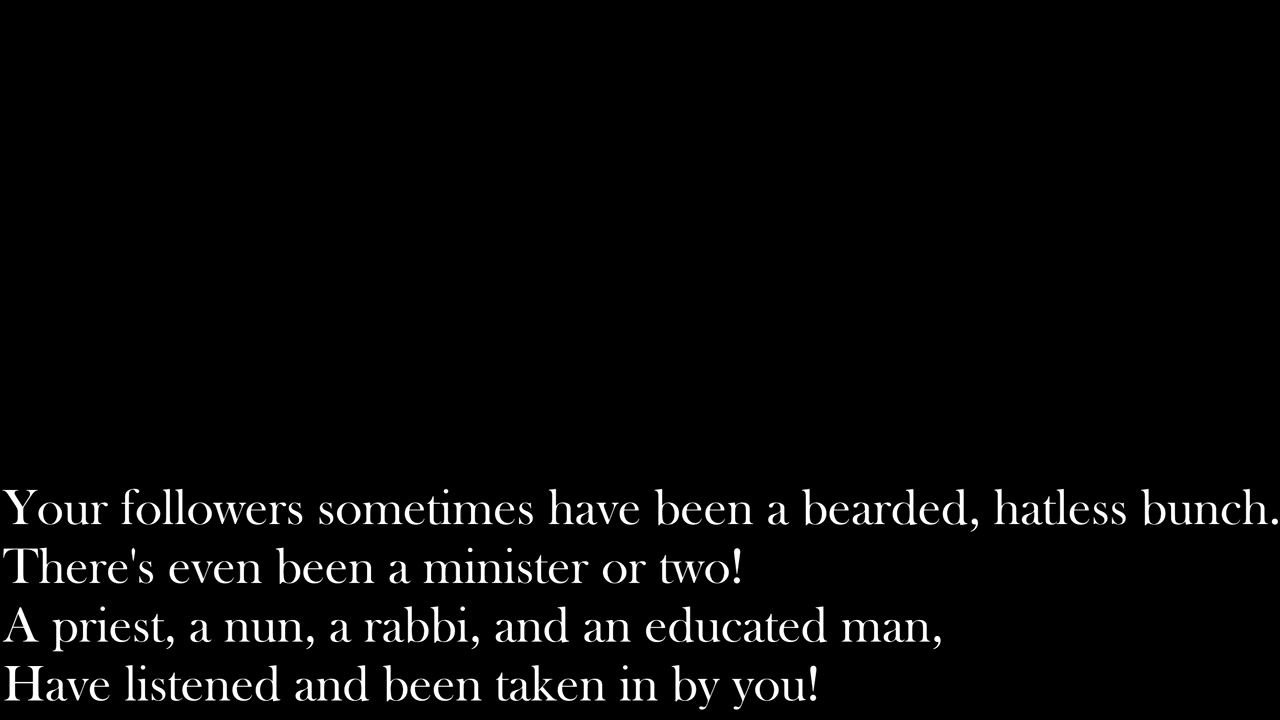 Your followers sometimes have been a bearded, hatless bunch.
There's even been a minister or two!
A priest, a nun, a rabbi, and an educated man,
Have listened and been taken in by you!